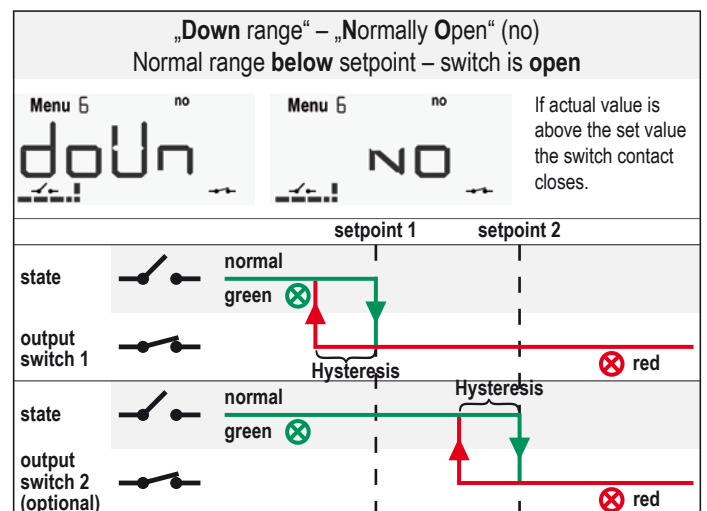 „Down range“ – „Normally Open“ (no)
Normal range below setpoint – switch is open
Menu 6 no
doUn
Menu 6 no
NO
If actual value is
above the set value
the switch contact
closes.
setpoint 1 setpoint 2
state
normal
green
output
switch 1
Hysteresis
red
state
normal
green
Hysteresis
output
switch 2
(optional)
red